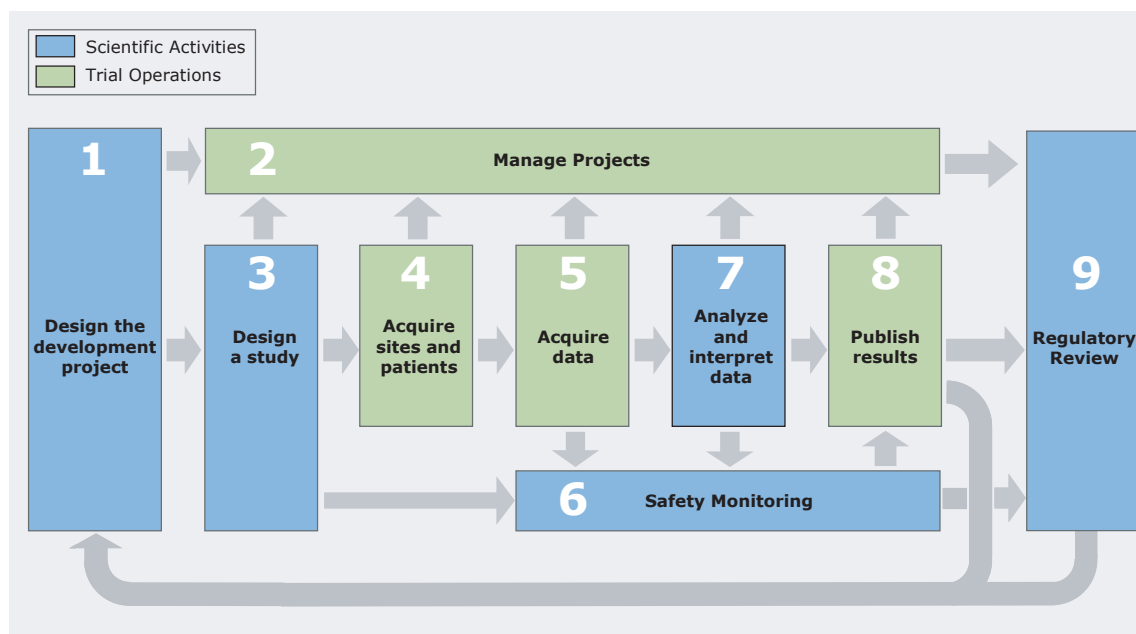 Scientific Activities
Trial Operations
1
Design the
development
project
2
Manage Projects
3
Design
a study
4
Acquire
sites and
patients
5
Acquire
data
7
Analyze
and
interpret
data
8
Publish
results
6
Safety Monitoring
9
Regulatory
Review